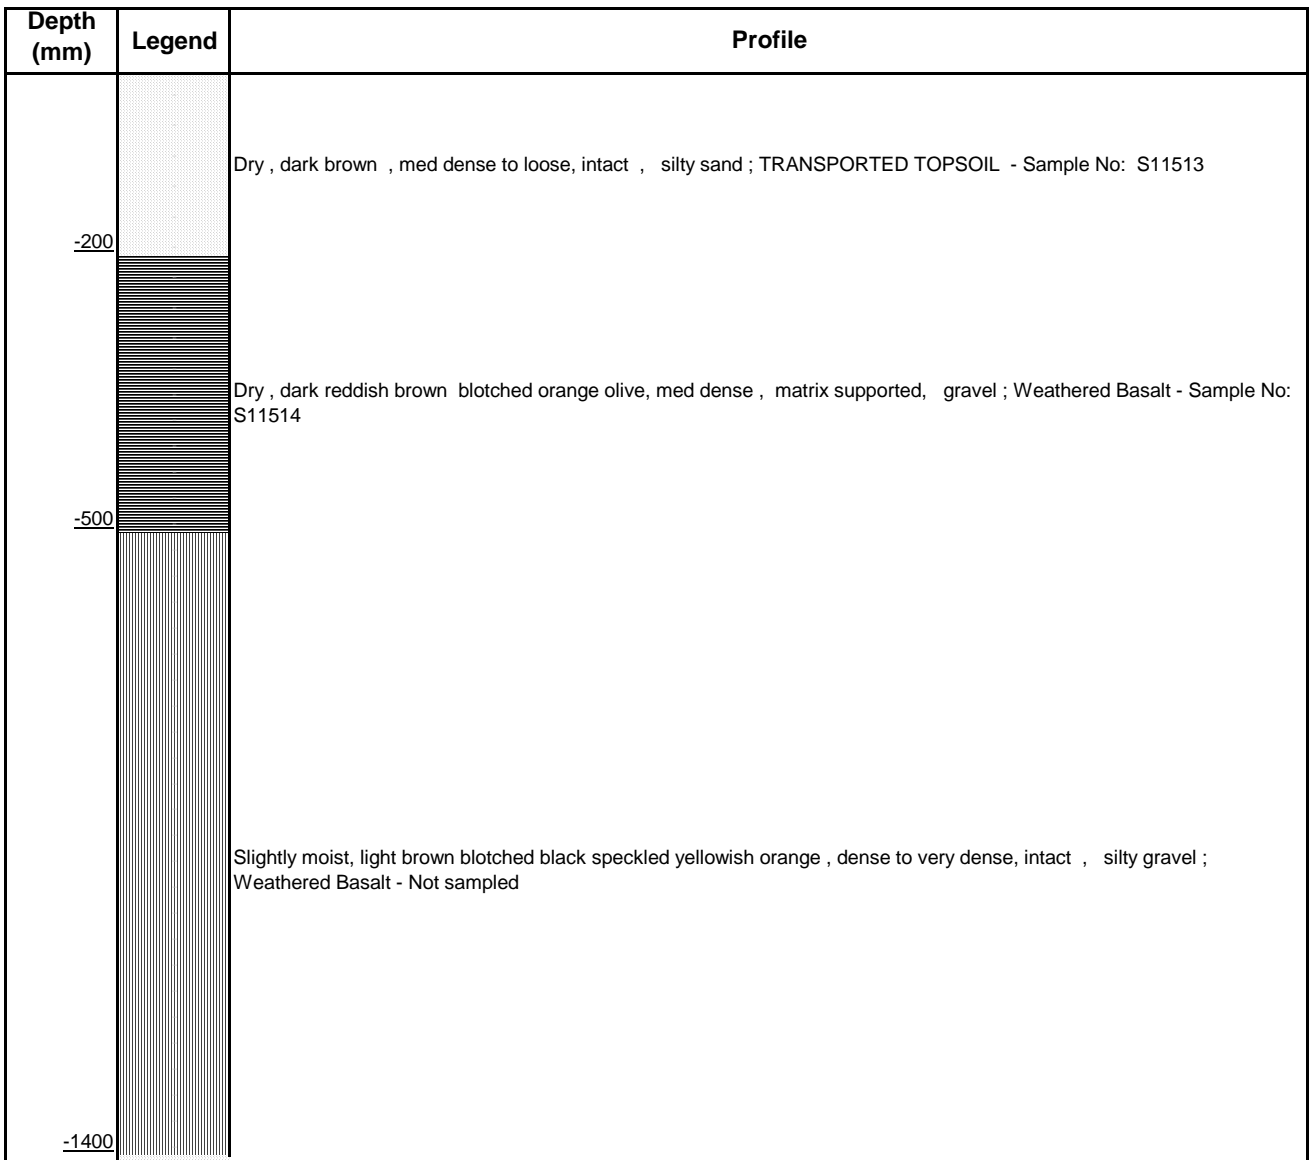 Depth
(mm)
Legend
Profile
Dry , dark brown  , med dense to loose, intact  ,   silty sand ; TRANSPORTED TOPSOIL  - Sample No:  S11513
-200
Dry , dark reddish brown  blotched orange olive, med dense ,  matrix supported,   gravel ; Weathered Basalt - Sample No:
S11514
-500
Slightly moist, light brown blotched black speckled yellowish orange , dense to very dense, intact  ,   silty gravel ;
Weathered Basalt - Not sampled
-1400